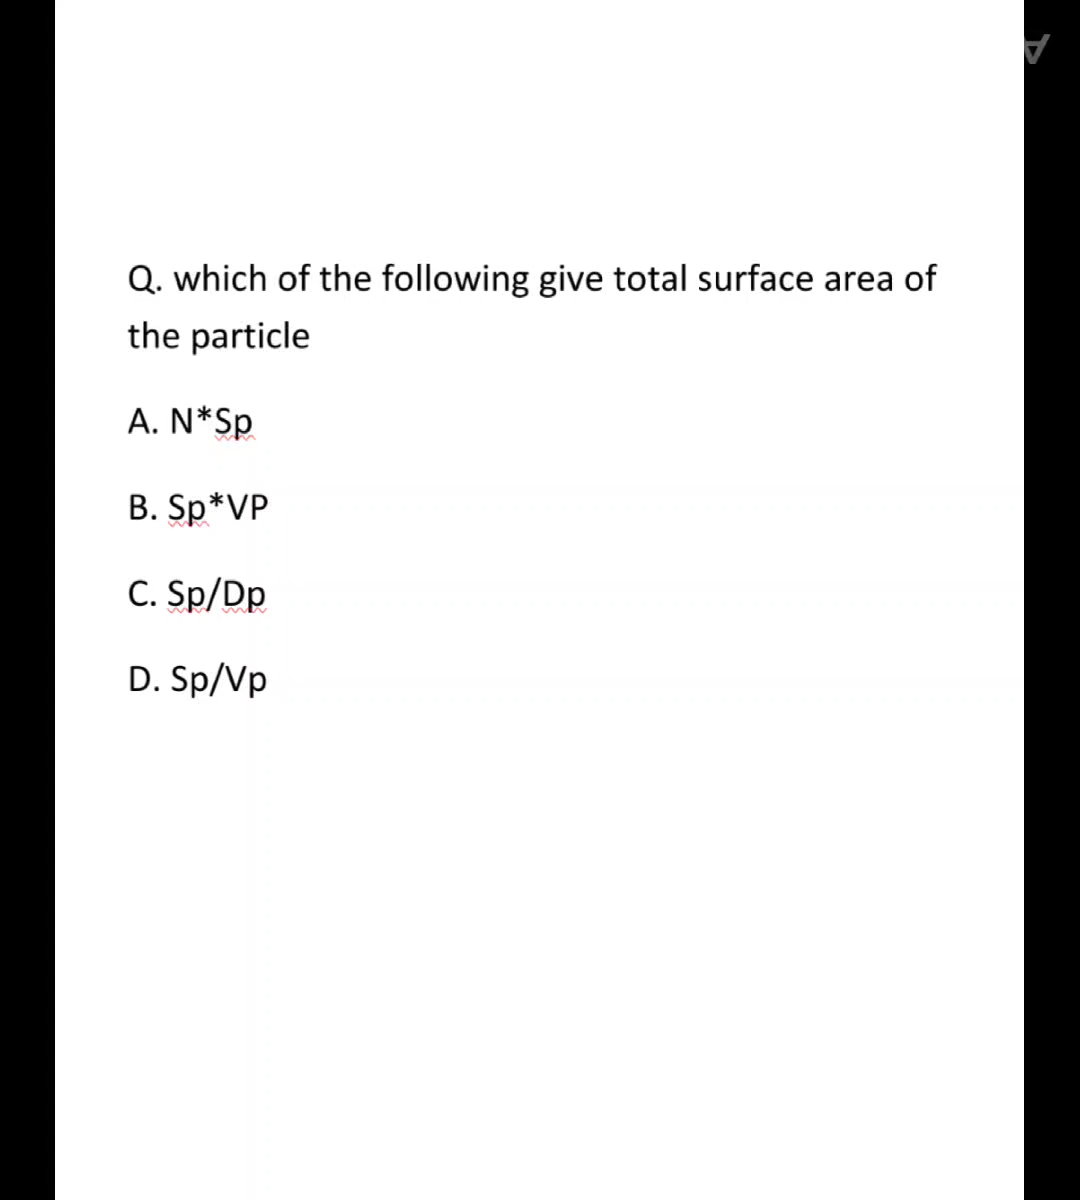 Q. which of the following give total surface area of
the particle
A. N*Sp
B. Sp*VP
C. Sp/Dp
D. Sp/Vp